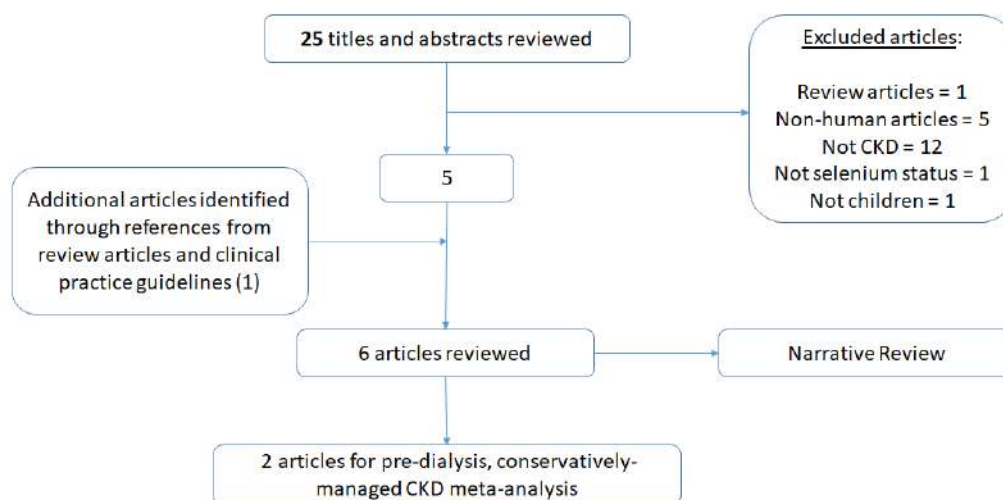 25 titles and abstracts reviewed
Excluded articles:
Review articles = 1
Non-human articles = 5
Not CKD = 12
Not selenium status = 1
Not children = 1
5
Additional articles identified
through references from
review articles and clinical
practice guidelines (1)
6 articles reviewed
Narrative Review
2 articles for pre-dialysis, conservatively-
managed CKD meta-analysis